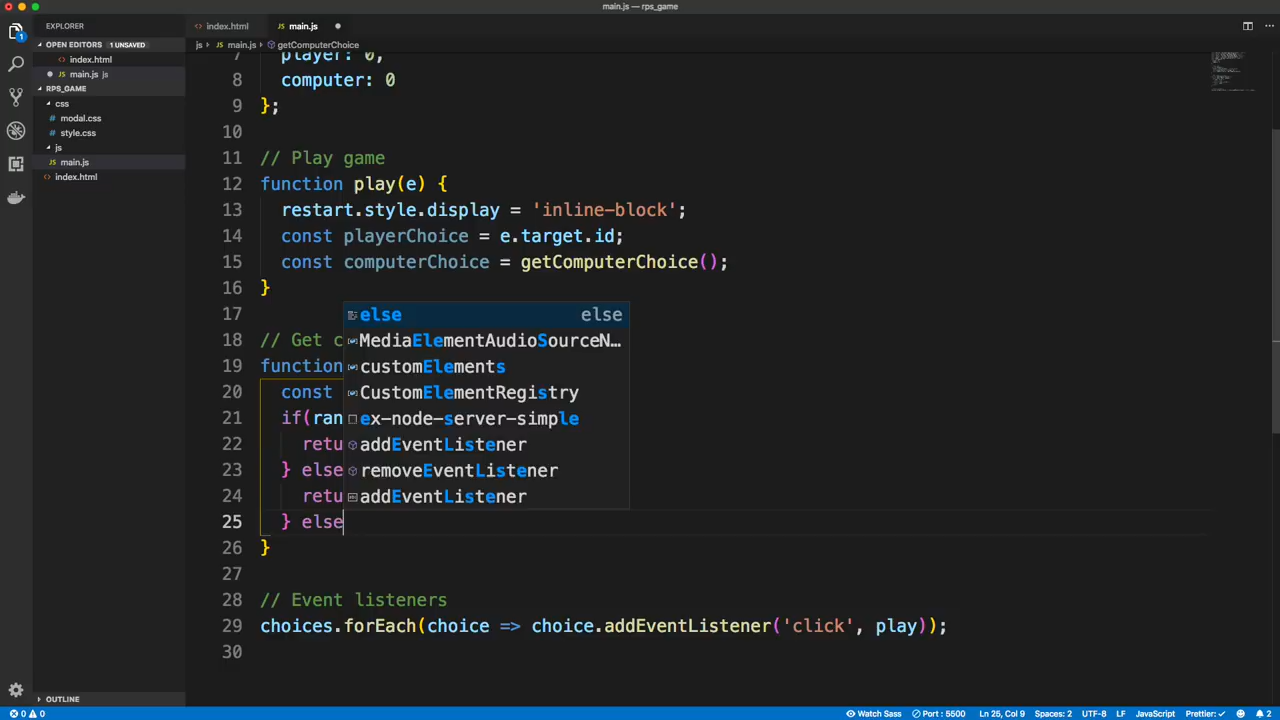 main.js — rps_game
EXPLORER
index.html
main.js
OPEN EDITORS 1 UNSAVED
js › main.js › getComputerChoice
index.html
main.js js
RPS_GAME
css
modal.css
style.css
js
main.js
index.html
7 player: 0,
8 computer: 0
9 };
10
11 // Play game
12 function play(e) {
13 restart.style.display = 'inline-block';
14 const playerChoice = e.target.id;
15 const computerChoice = getComputerChoice();
16 }
17
18 // Get c
19 function
20 const
21 if(ran
22 retu
23 } else
24 retu
25 } else
26 }
27
28 // Event listeners
29 choices.forEach(choice => choice.addEventListener('click', play));
30
else else
MediaElementAudioSourceN…
customElements
CustomElementRegistry
ex-node-server-simple
addEventListener
removeEventListener
addEventListener
OUTLINE
0 0
Watch Sass
Port : 5500
Ln 25, Col 9
Spaces: 2
UTF-8
LF
JavaScript
Prettier: ✓
2